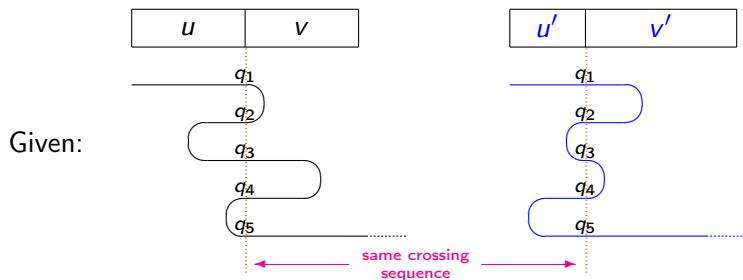 u v u′ v′
q1 q1
q2 q2
Given: q3 q3
q4 q4
q5 q5
same crossing
sequence